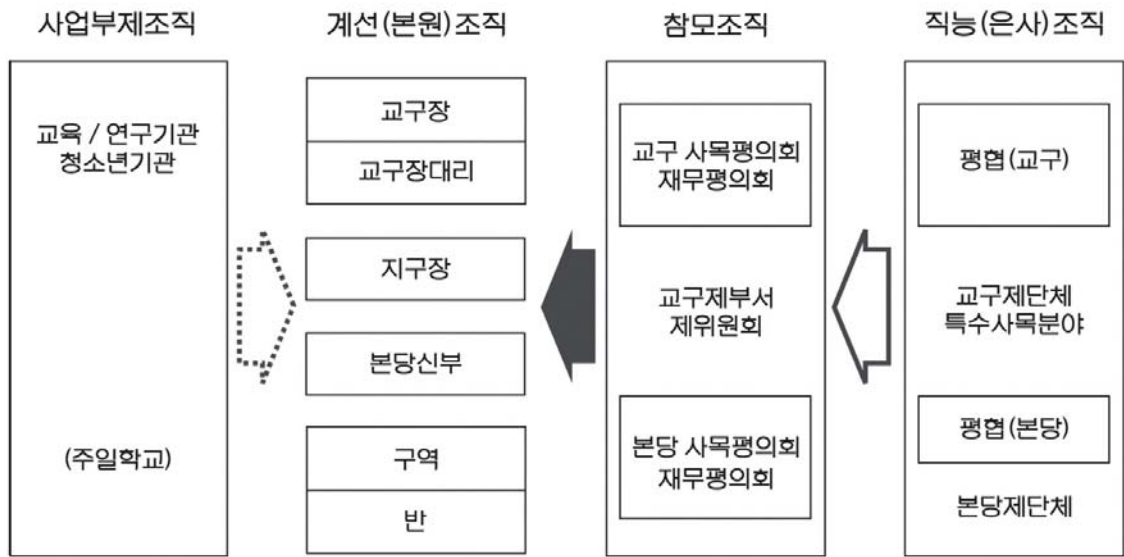 사업부제조직
교육 / 연구기관
청소년기관
(주일학교)
계선(본원)조직
교구장
교구장대리
지구장
본당신부
구역
반
참모조직
교구 사목평의회
재무평의회
교구제부서
제위원회
본당 사목평의회
재무평의회
직능(은사)조직
평협(교구)
교구제단체
특수사목분야
평협(본당)
본당제단체